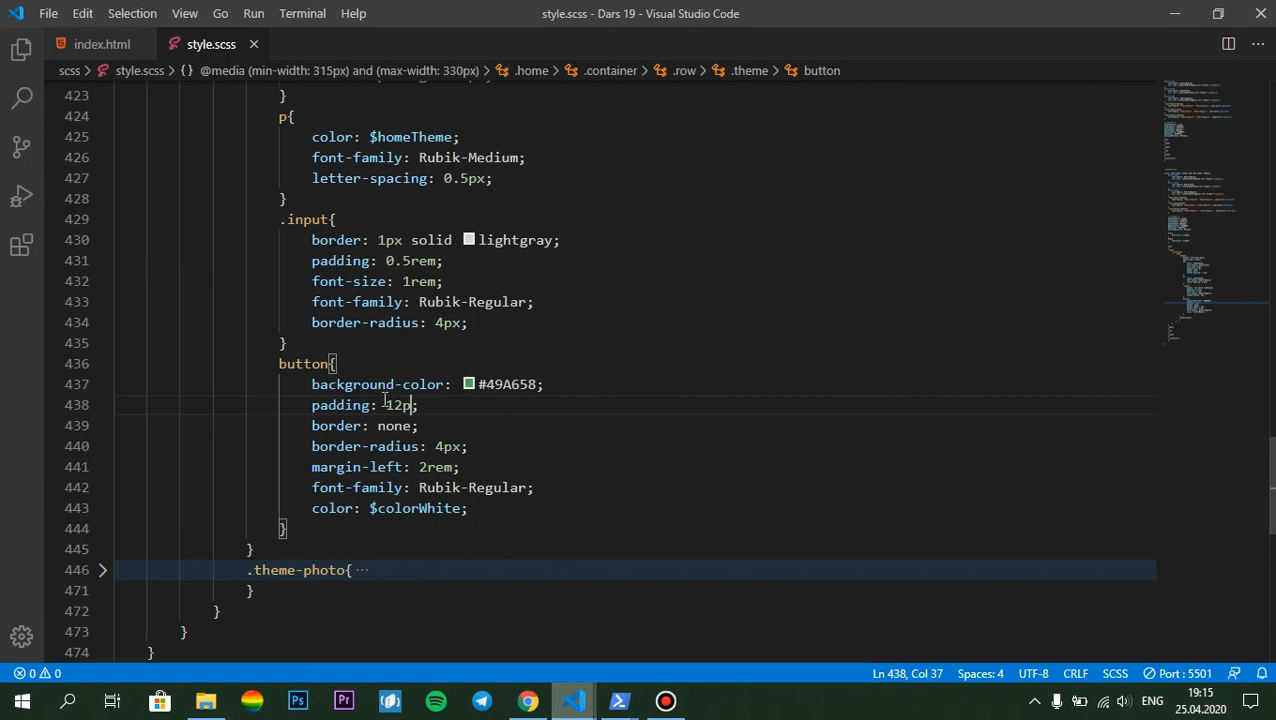 File Edit Selection View Go Run Terminal Help style.scss - Dars 19 - Visual Studio Code
index.html style.scss
scss > style.scss > {} @media (min-width: 315px) and (max-width: 330px) > .home > .container > .row > .theme > button
423 }
424 p{
425 color: $homeTheme;
426 font-family: Rubik-Medium;
427 letter-spacing: 0.5px;
428 }
429 .input{
430 border: 1px solid lightgray;
431 padding: 0.5rem;
432 font-size: 1rem;
433 font-family: Rubik-Regular;
434 border-radius: 4px;
435 }
436 button{
437 background-color: #49A658;
438 padding: 12p;
439 border: none;
440 border-radius: 4px;
441 margin-left: 2rem;
442 font-family: Rubik-Regular;
443 color: $colorWhite;
444 }
445 }
446 .theme-photo{ ...
471 }
472 }
473 }
474 }
0 0 Ln 438, Col 37 Spaces: 4 UTF-8 CRLF SCSS Port : 5501
Ps Pr ENG 19:15
25.04.2020